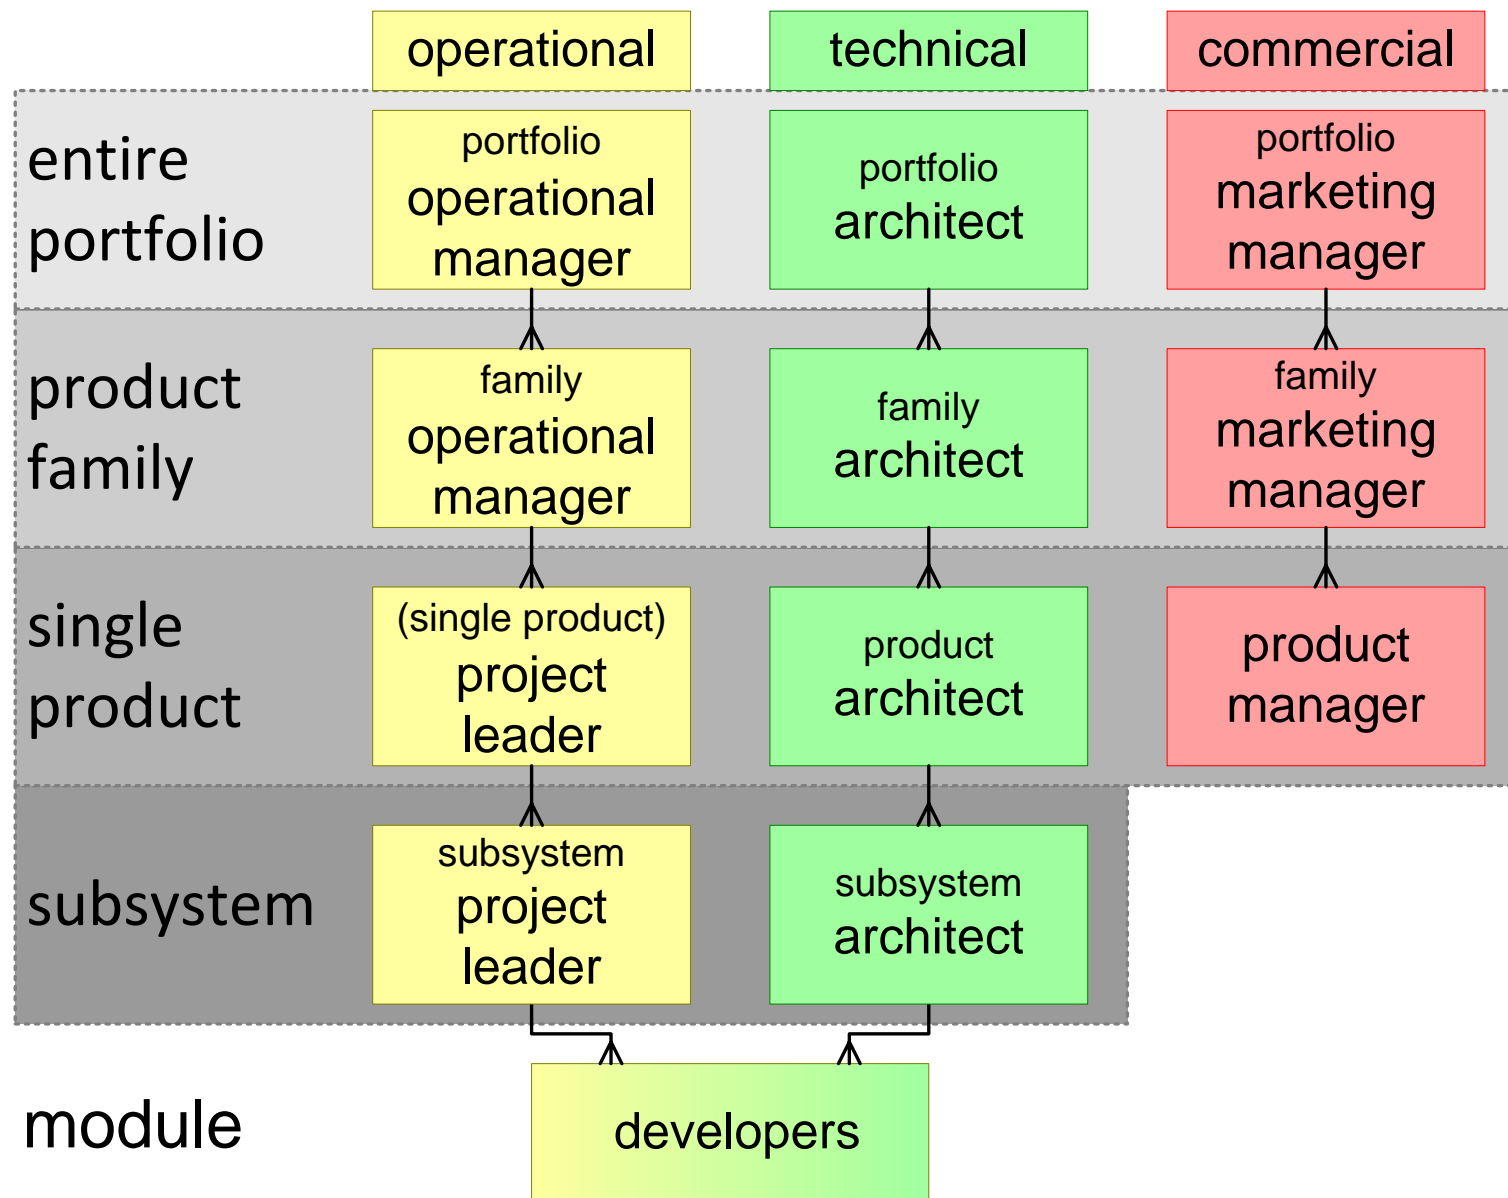 operational
technical
commercial
entire
portfolio
portfolio
operational
manager
portfolio
architect
portfolio
marketing
manager
product
family
family
operational
manager
family
architect
family
marketing
manager
single
product
(single product)
project
leader
product
architect
product
manager
subsystem
subsystem
project
leader
subsystem
architect
module
developers